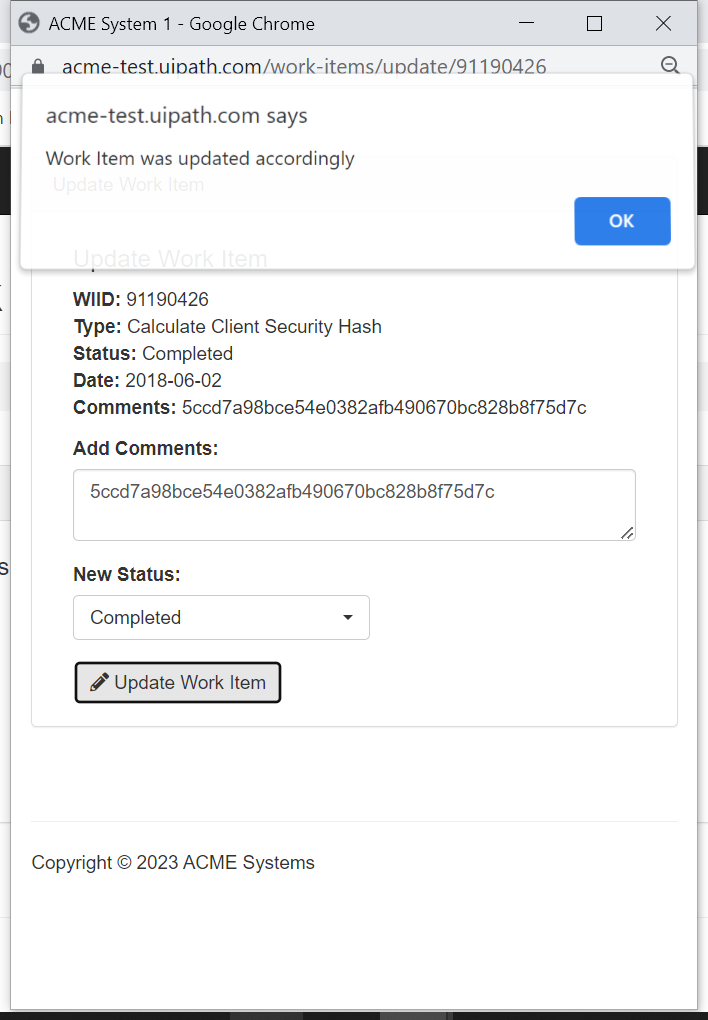 ACME System 1 - Google Chrome
acme-test.uipath.com/work-items/update/91190426
acme-test.uipath.com says
Work Item was updated accordingly
Update Work Item
OK
Update Work Item
WIID: 91190426
Type: Calculate Client Security Hash
Status: Completed
Date: 2018-06-02
Comments: 5ccd7a98bce54e0382afb490670bc828b8f75d7c
Add Comments:
5ccd7a98bce54e0382afb490670bc828b8f75d7c
New Status:
Completed
Update Work Item
Copyright © 2023 ACME Systems